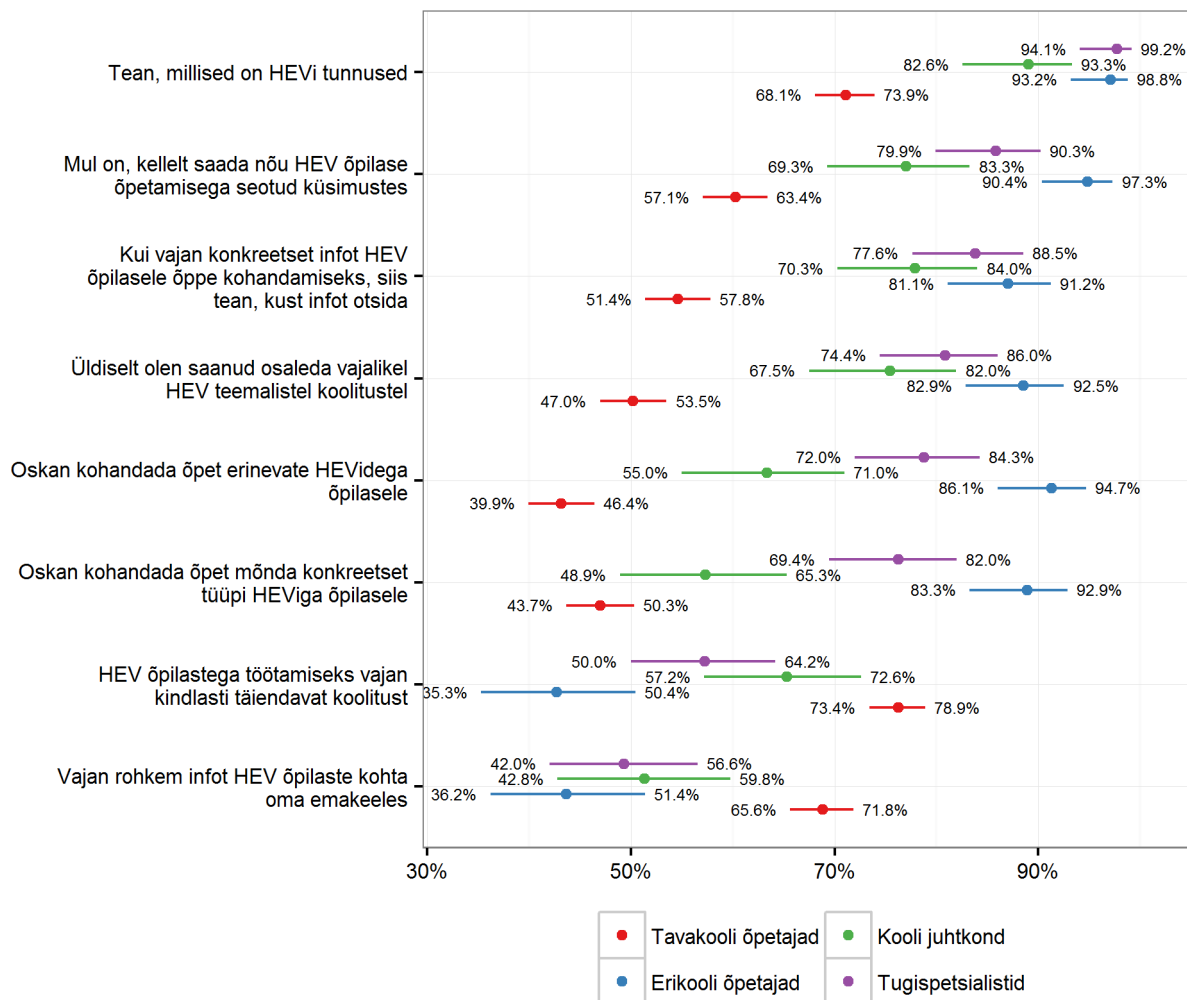 94.1% 99.2%
Tean, millised on HEVi tunnused
82.6% 93.3%
93.2% 98.8%
68.1% 73.9%
79.9% 90.3%
Mul on, kellelt saada nõu HEV õpilase
õpetamisega seotud küsimustes
69.3% 83.3%
90.4% 97.3%
57.1% 63.4%
Kui vajan konkreetset infot HEV
õpilasele õppe kohandamiseks, siis
tean, kust infot otsida
77.6% 88.5%
70.3% 84.0%
81.1% 91.2%
51.4% 57.8%
Üldiselt olen saanud osaleda vajalikel
HEV teemalistel koolitustel
74.4% 86.0%
67.5% 82.0%
82.9% 92.5%
47.0% 53.5%
Oskan kohandada õpet erinevate HEVidega
õpilasele
72.0% 84.3%
55.0% 71.0%
86.1% 94.7%
39.9% 46.4%
Oskan kohandada õpet mõnda konkreetset
tüüpi HEViga õpilasele
69.4% 82.0%
48.9% 65.3%
83.3% 92.9%
43.7% 50.3%
HEV õpilastega töötamiseks vajan
kindlasti täiendavat koolitust
50.0% 64.2%
57.2% 72.6%
35.3% 50.4%
73.4% 78.9%
Vajan rohkem infot HEV õpilaste kohta
oma emakeeles
42.0% 56.6%
42.8% 59.8%
36.2% 51.4%
65.6% 71.8%
30% 50% 70% 90%
Tavakooli õpetajad Kooli juhtkond
Erikooli õpetajad Tugispetsialistid